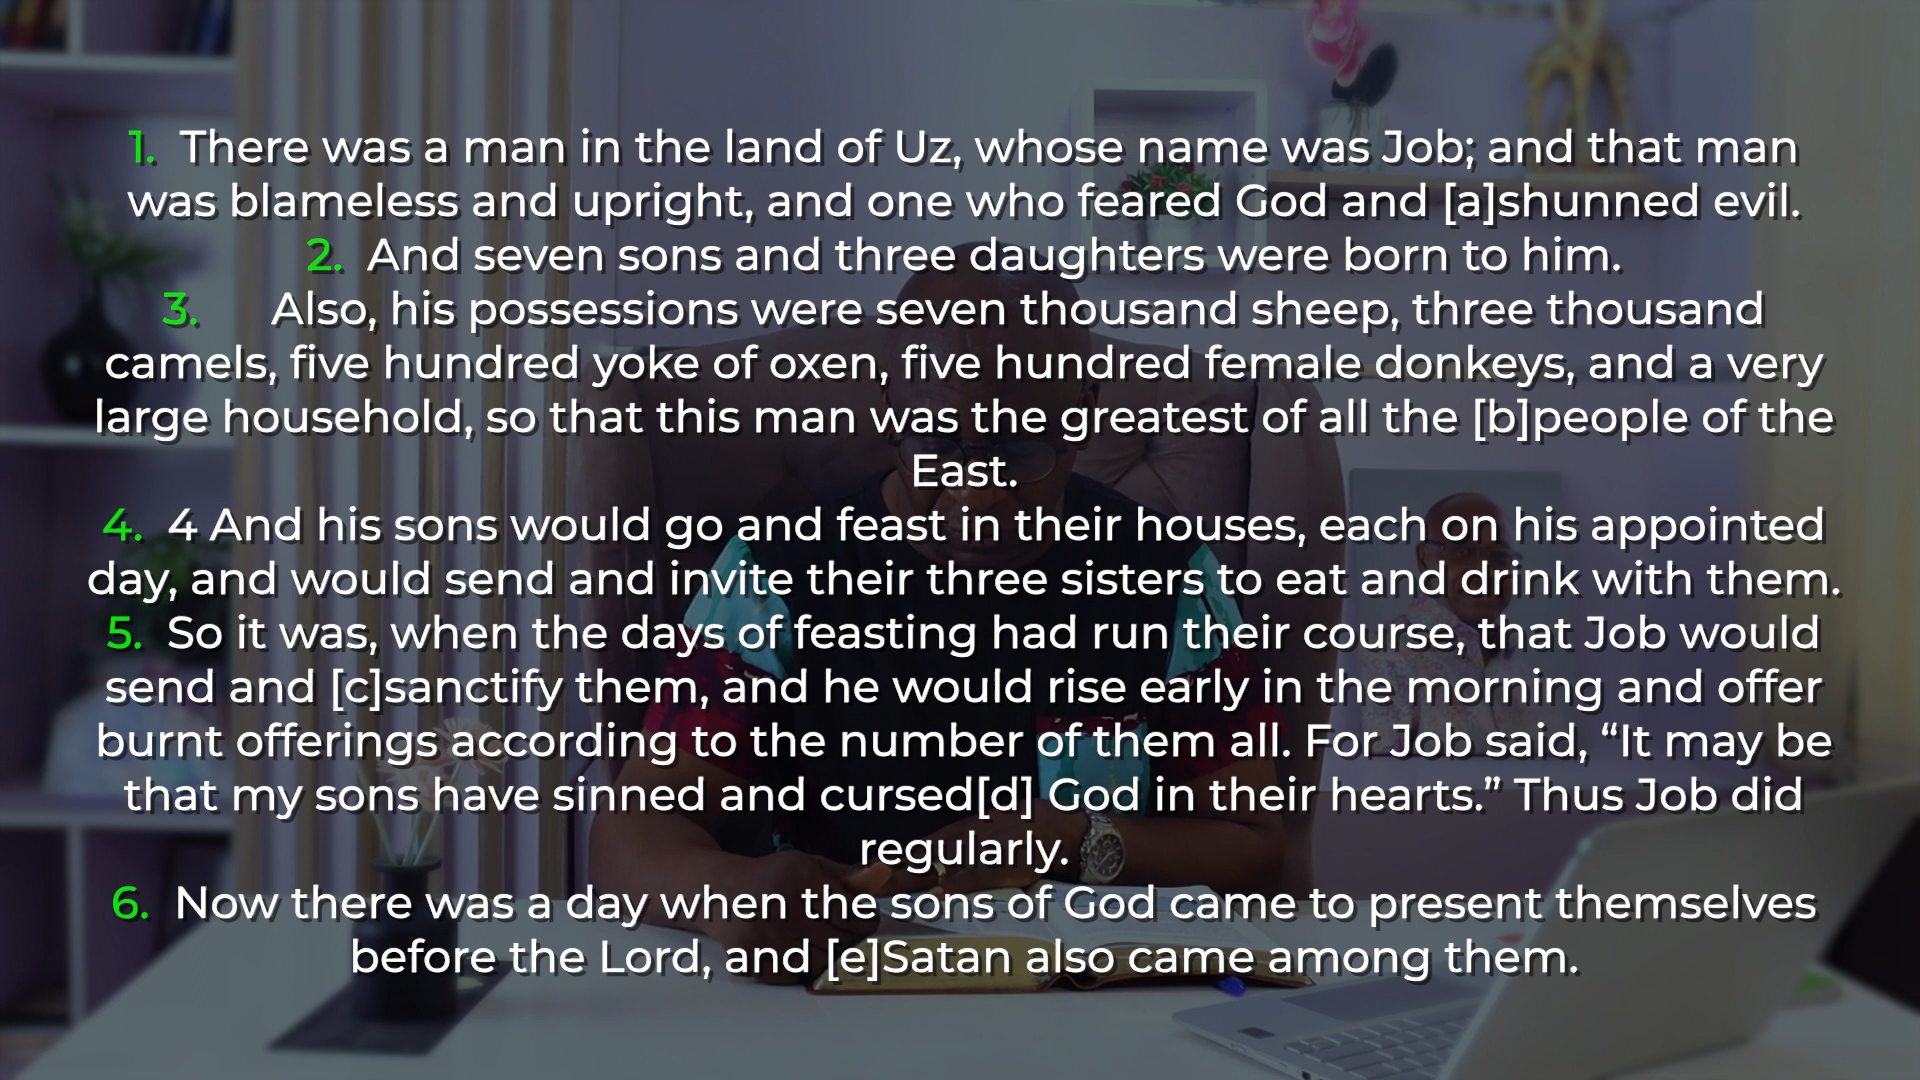 1. There was a man in the land of Uz, whose name was Job; and that man
was blameless and upright, and one who feared God and [a]shunned evil.
2. And seven sons and three daughters were born to him.
3. Also, his possessions were seven thousand sheep, three thousand
camels, five hundred yoke of oxen, five hundred female donkeys, and a very
large household, so that this man was the greatest of all the [b]people of the
East.
4. 4 And his sons would go and feast in their houses, each on his appointed
day, and would send and invite their three sisters to eat and drink with them.
5. So it was, when the days of feasting had run their course, that Job would
send and [c]sanctify them, and he would rise early in the morning and offer
burnt offerings according to the number of them all. For Job said, “It may be
that my sons have sinned and cursed[d] God in their hearts.” Thus Job did
regularly.
6. Now there was a day when the sons of God came to present themselves
before the Lord, and [e]Satan also came among them.